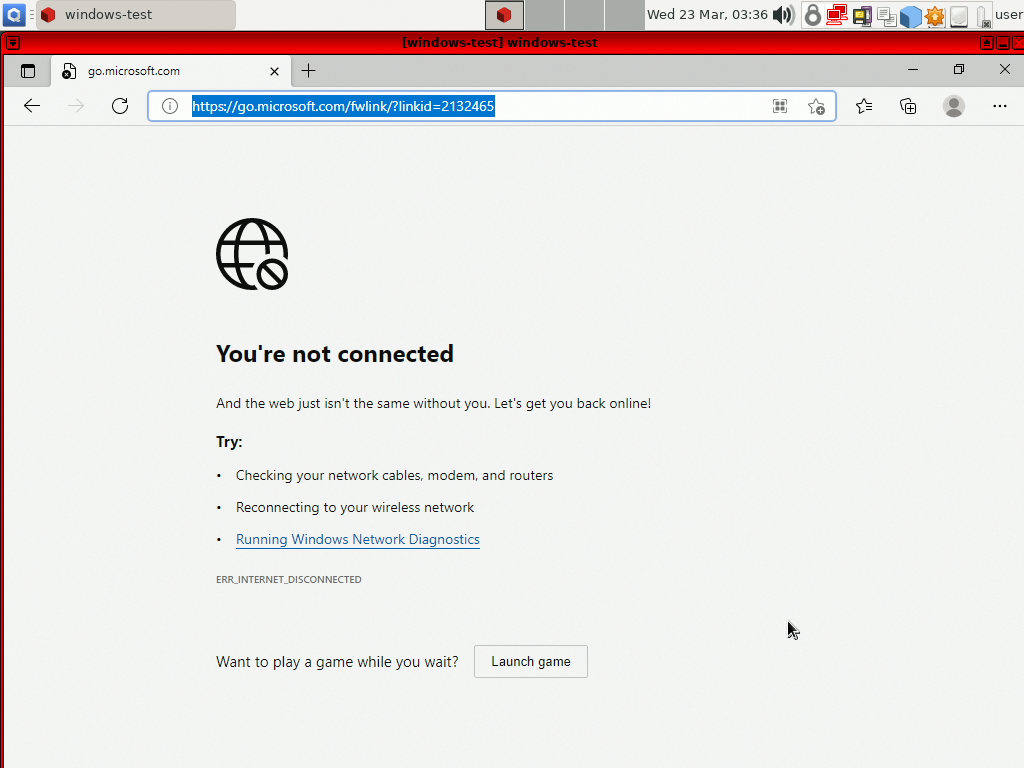 windows-test
Wed 23 Mar, 03:36
user
[windows-test] windows-test
go.microsoft.com
https://go.microsoft.com/fwlink/?linkid=2132465
You're not connected
And the web just isn't the same without you. Let's get you back online!
Try:
• Checking your network cables, modem, and routers
• Reconnecting to your wireless network
• Running Windows Network Diagnostics
ERR_INTERNET_DISCONNECTED
Want to play a game while you wait?
Launch game